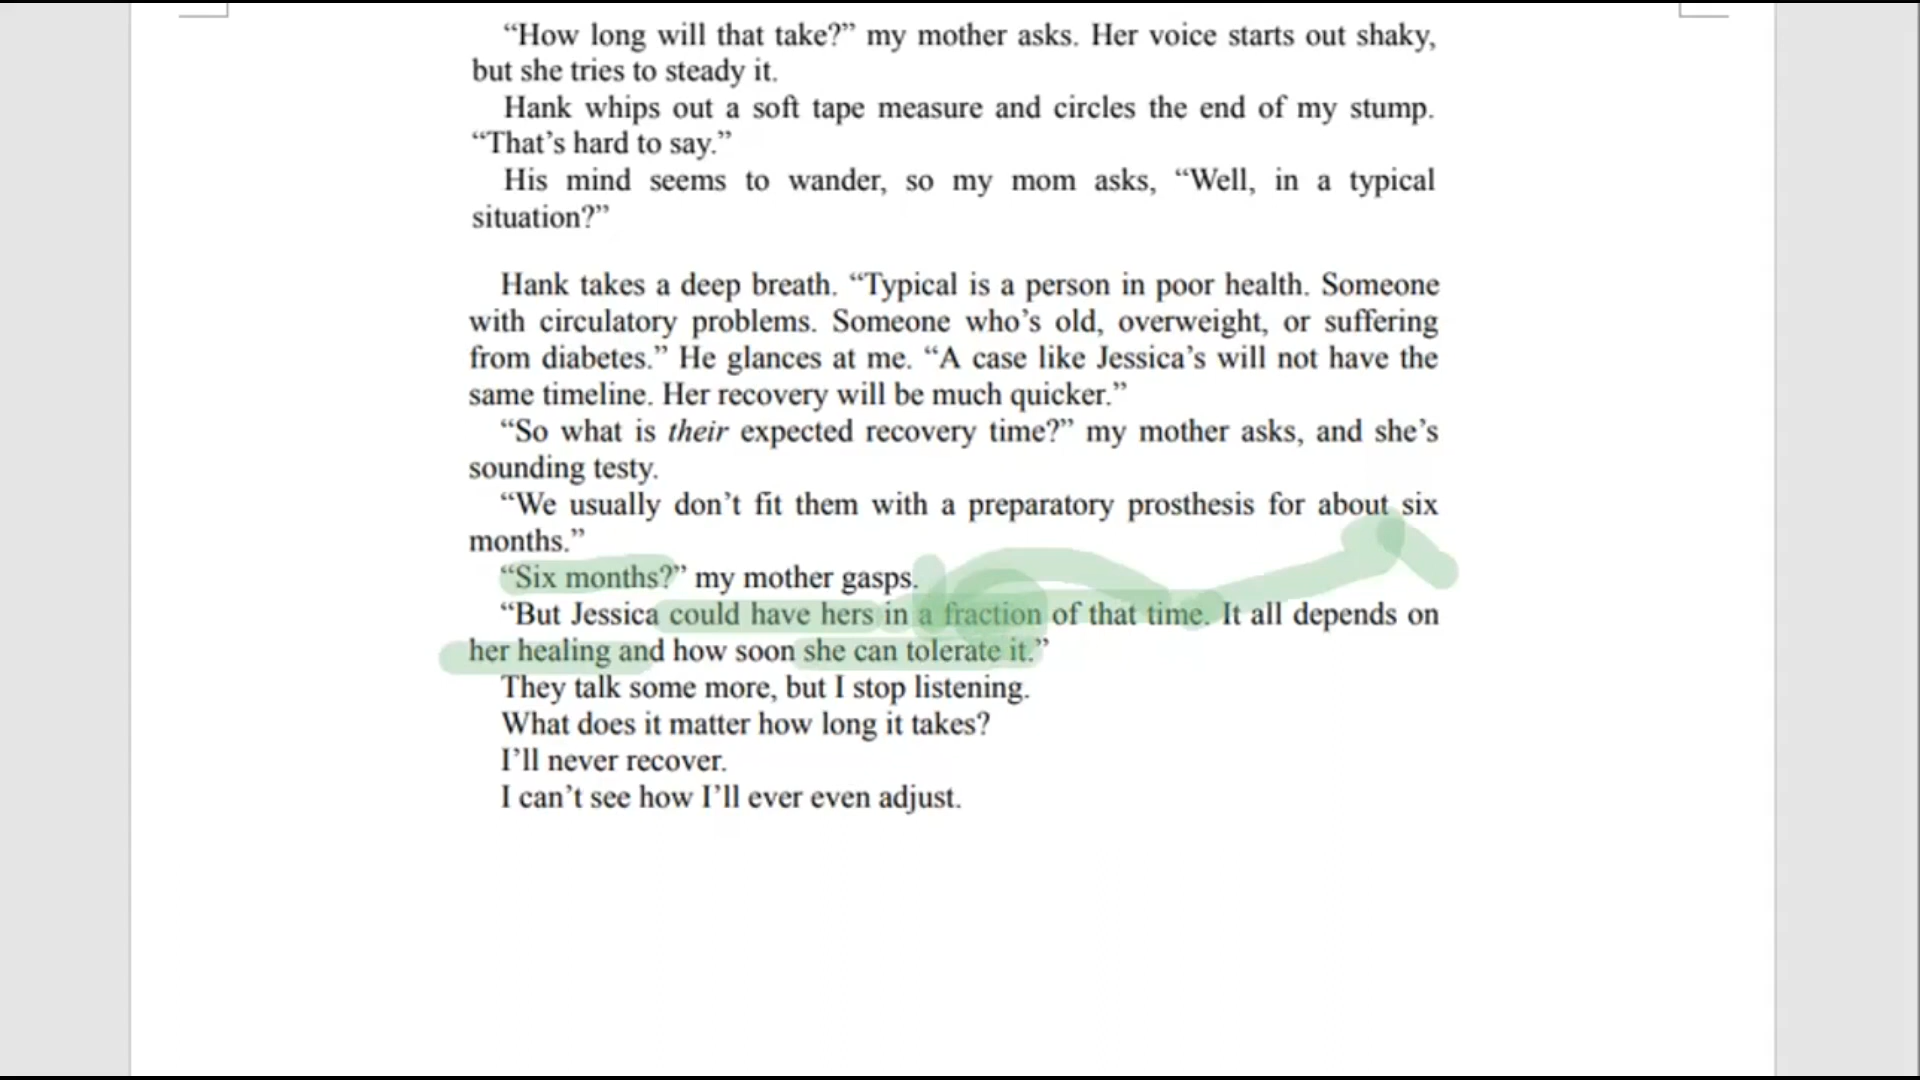 “How long will that take?” my mother asks. Her voice starts out shaky,
but she tries to steady it.
Hank whips out a soft tape measure and circles the end of my stump.
“That’s hard to say.”
His mind seems to wander, so my mom asks, “Well, in a typical
situation?”
Hank takes a deep breath. “Typical is a person in poor health. Someone
with circulatory problems. Someone who’s old, overweight, or suffering
from diabetes.” He glances at me. “A case like Jessica’s will not have the
same timeline. Her recovery will be much quicker.”
“So what is their expected recovery time?” my mother asks, and she’s
sounding testy.
“We usually don’t fit them with a preparatory prosthesis for about six
months.”
“Six months?” my mother gasps.
“But Jessica could have hers in a fraction of that time. It all depends on
her healing and how soon she can tolerate it.”
They talk some more, but I stop listening.
What does it matter how long it takes?
I’ll never recover.
I can’t see how I’ll ever even adjust.